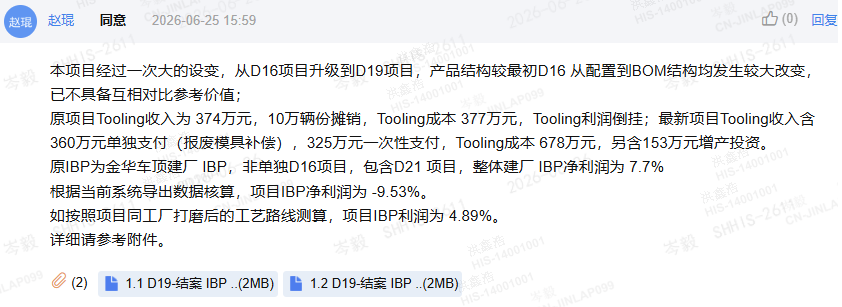 赵琨 赵琨 同意 2026-06-25 15:59 (0) 回复
本项目经过一次大的设变，从D16项目升级到D19项目，产品结构较最初D16 从配置到BOM结构均发生较大改变，
已不具备互相对比参考价值；
原项目Tooling收入为 374万元，10万辆份摊销，Tooling成本 377万元，Tooling利润倒挂；最新项目Tooling收入含
360万元单独支付（报废模具补偿），325万元一次性支付，Tooling成本 678万元，另含153万元增产投资。
原IBP为金华车项建厂 IBP，非单独D16项目，包含D21 项目，整体建厂 IBP净利润为 7.7%
根据当前系统导出数据核算，项目IBP净利润为 -9.53%。
如按照项目同工厂打磨后的工艺路线测算，项目IBP利润为 4.89%。
详细请参考附件。
(2) 1.1 D19-结案 IBP ..(2MB) 1.2 D19-结案 IBP ..(2MB)